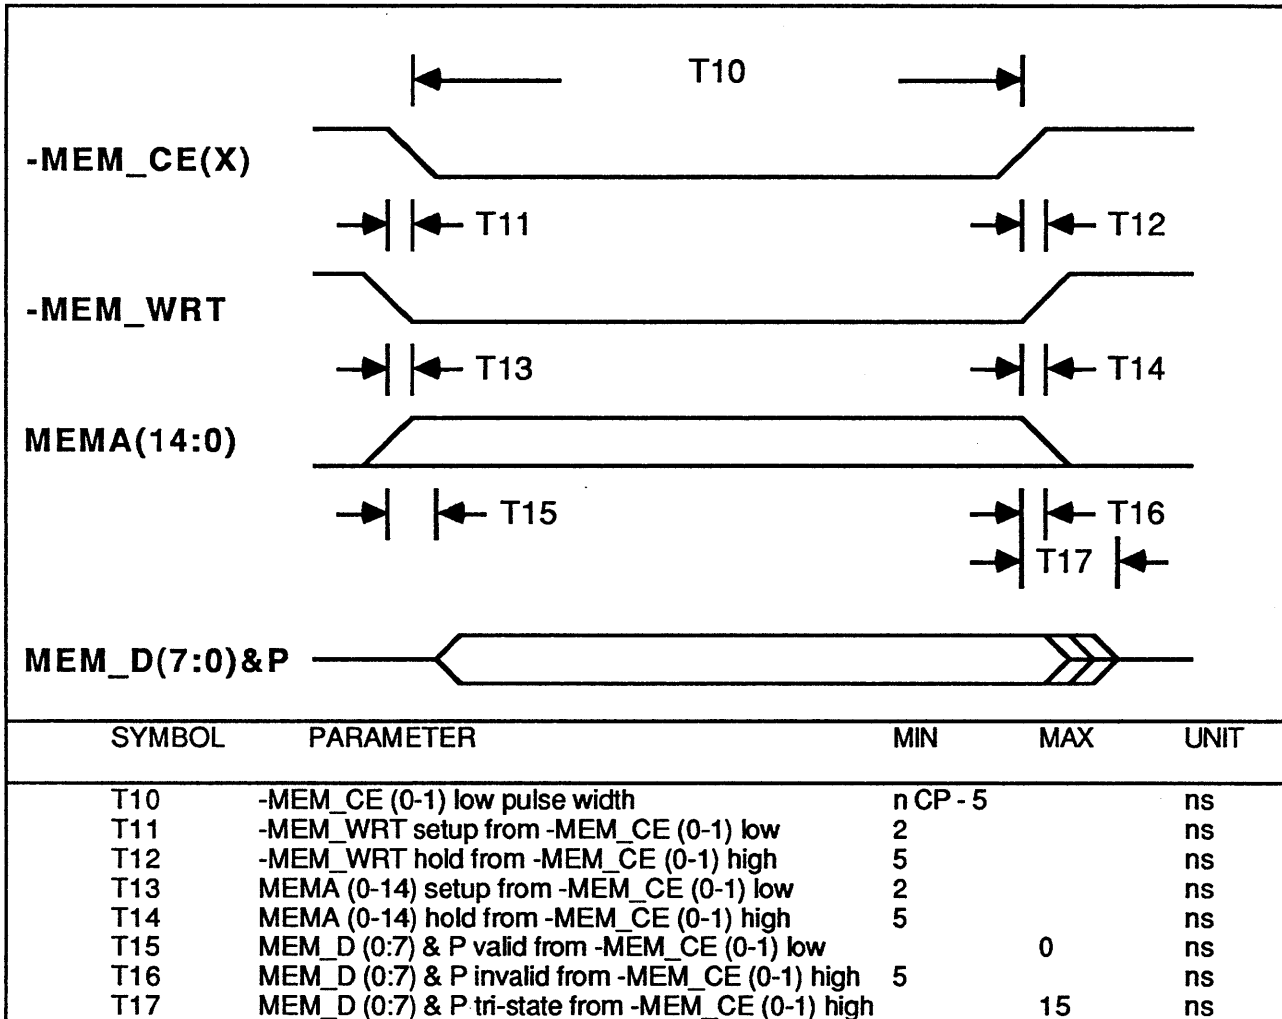 T10
-MEM_CE(X)
T11 T12
-MEM_WRT
T13 T14
MEMA(14:0)
T15 T16
T17
MEM_D(7:0)&P
SYMBOL PARAMETER MIN MAX UNIT
T10 -MEM_CE (0-1) low pulse width n CP - 5 ns
T11 -MEM_WRT setup from -MEM_CE (0-1) low 2 ns
T12 -MEM_WRT hold from -MEM_CE (0-1) high 5 ns
T13 MEMA (0-14) setup from -MEM_CE (0-1) low 2 ns
T14 MEMA (0-14) hold from -MEM_CE (0-1) high 5 ns
T15 MEM_D (0:7) & P valid from -MEM_CE (0-1) low 0 ns
T16 MEM_D (0:7) & P invalid from -MEM_CE (0-1) high 5 ns
T17 MEM_D (0:7) & P tri-state from -MEM_CE (0-1) high 15 ns